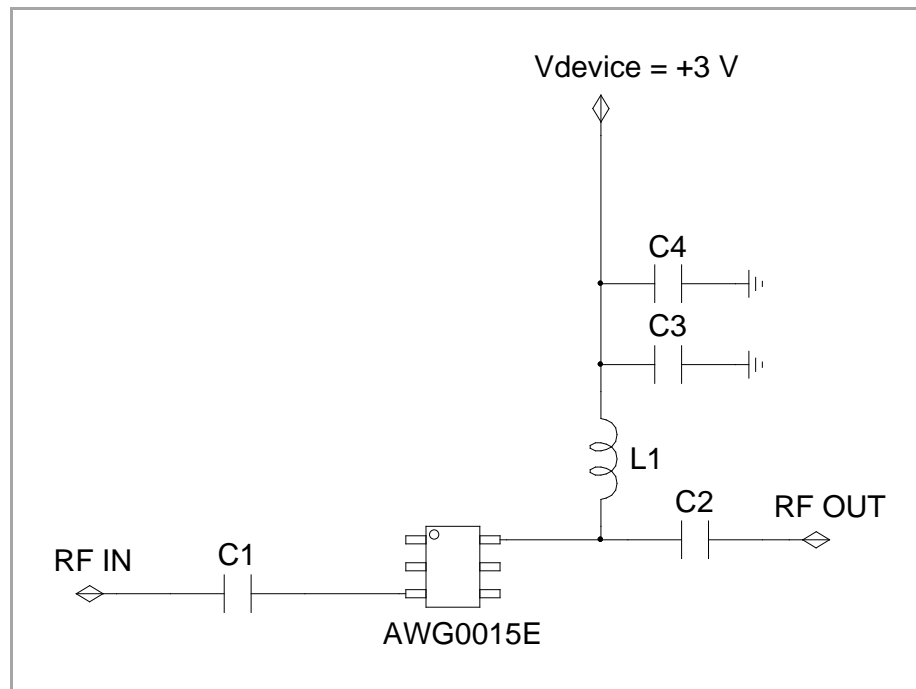 Vdevice = +3 V
C4
C3
L1
C2
RF OUT
C1
RF IN
AWG0015E